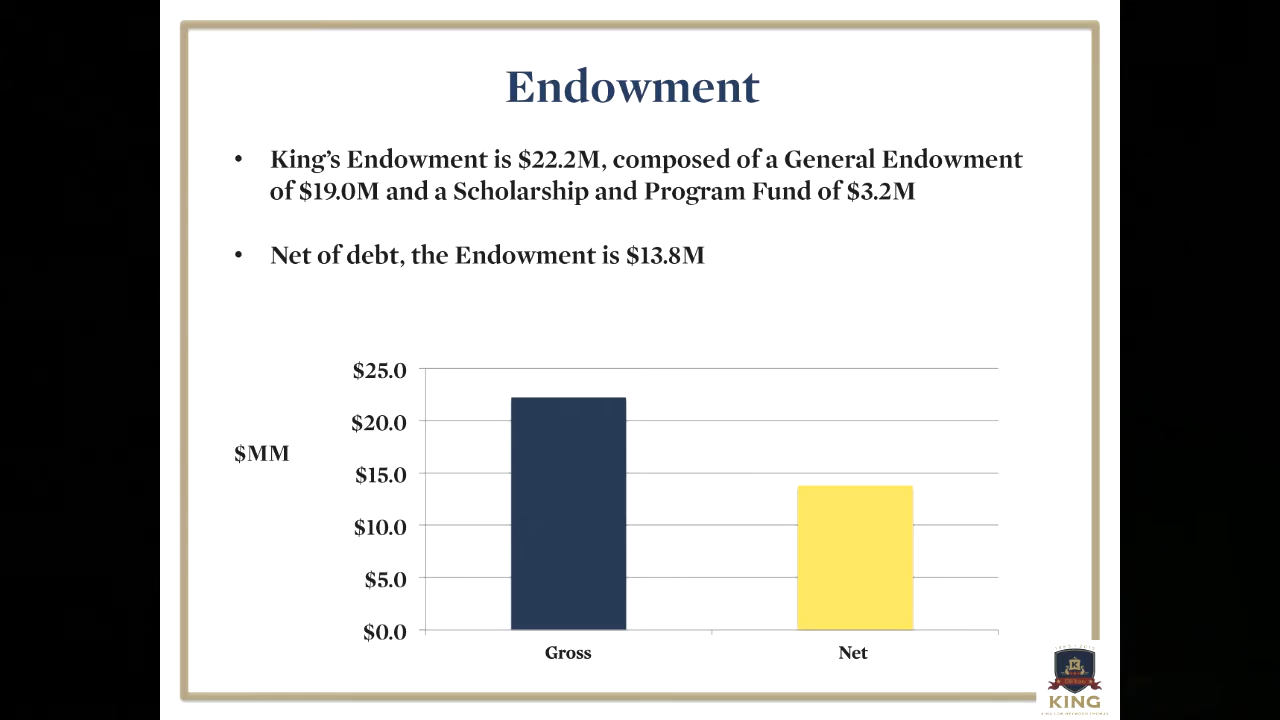 Endowment
• King's Endowment is $22.2M, composed of a General Endowment
of $19.0M and a Scholarship and Program Fund of $3.2M
• Net of debt, the Endowment is $13.8M
$MM
$25.0
$20.0
$15.0
$10.0
$5.0
$0.0
Gross Net
KING